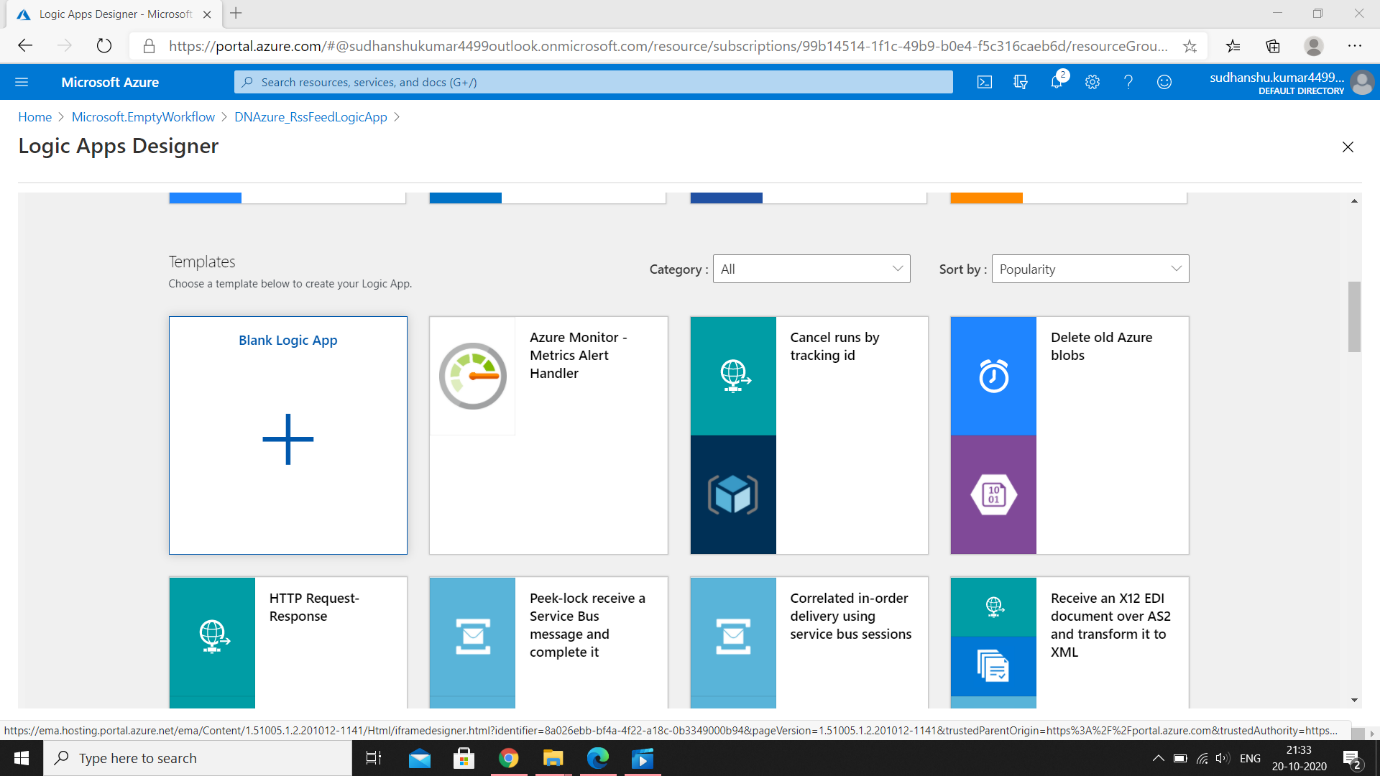 Logic Apps Designer - Microsoft
https://portal.azure.com/#@sudhanshukumar4499outlook.onmicrosoft.com/resource/subscriptions/99b14514-1f1c-49b9-b0e4-f5c316caeb6d/resourceGrou...
Microsoft Azure
Search resources, services, and docs (G+/)
2
sudhanshu.kumar4499...
DEFAULT DIRECTORY
Home > Microsoft.EmptyWorkflow > DNAzure_RssFeedLogicApp >
Logic Apps Designer
Templates
Choose a template below to create your Logic App.
Category : All
Sort by : Popularity
Blank Logic App
Azure Monitor -
Metrics Alert
Handler
Cancel runs by
tracking id
Delete old Azure
blobs
10
01
HTTP Request-
Response
Peek-lock receive a
Service Bus
message and
complete it
Correlated in-order
delivery using
service bus sessions
Receive an X12 EDI
document over AS2
and transform it to
XML
https://ema.hosting.portal.azure.net/ema/Content/1.51005.1.2.201012-1141/Html/iframedesigner.html?identifier=8a026ebb-bf4a-4f22-a18c-0b3349000b94&pageVersion=1.51005.1.2.201012-1141&trustedParentOrigin=https%3A%2F%2Fportal.azure.com&trustedAuthority=https...
Type here to search
ENG
21:33
20-10-2020
2